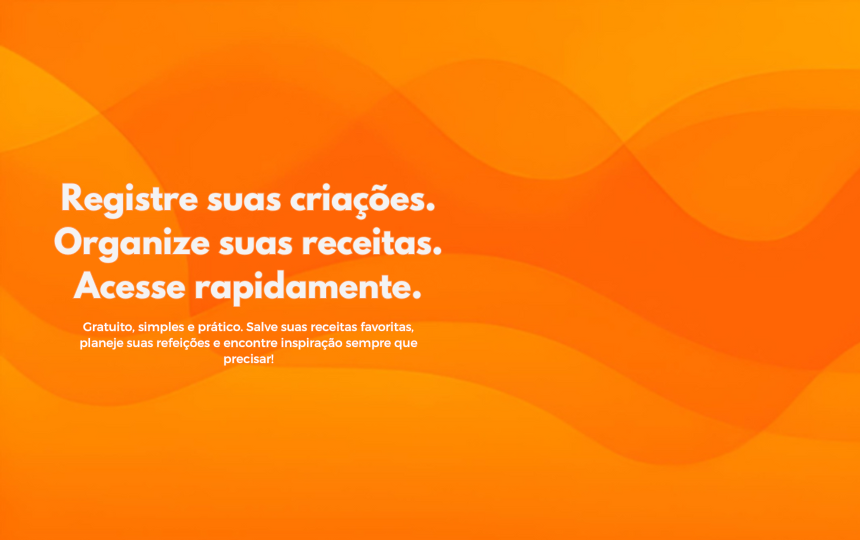 Registre suas criações.
Organize suas receitas.
Acesse rapidamente.
Gratuito, simples e prático. Salve suas receitas favoritas,
planeje suas refeições e encontre inspiração sempre que
precisar!